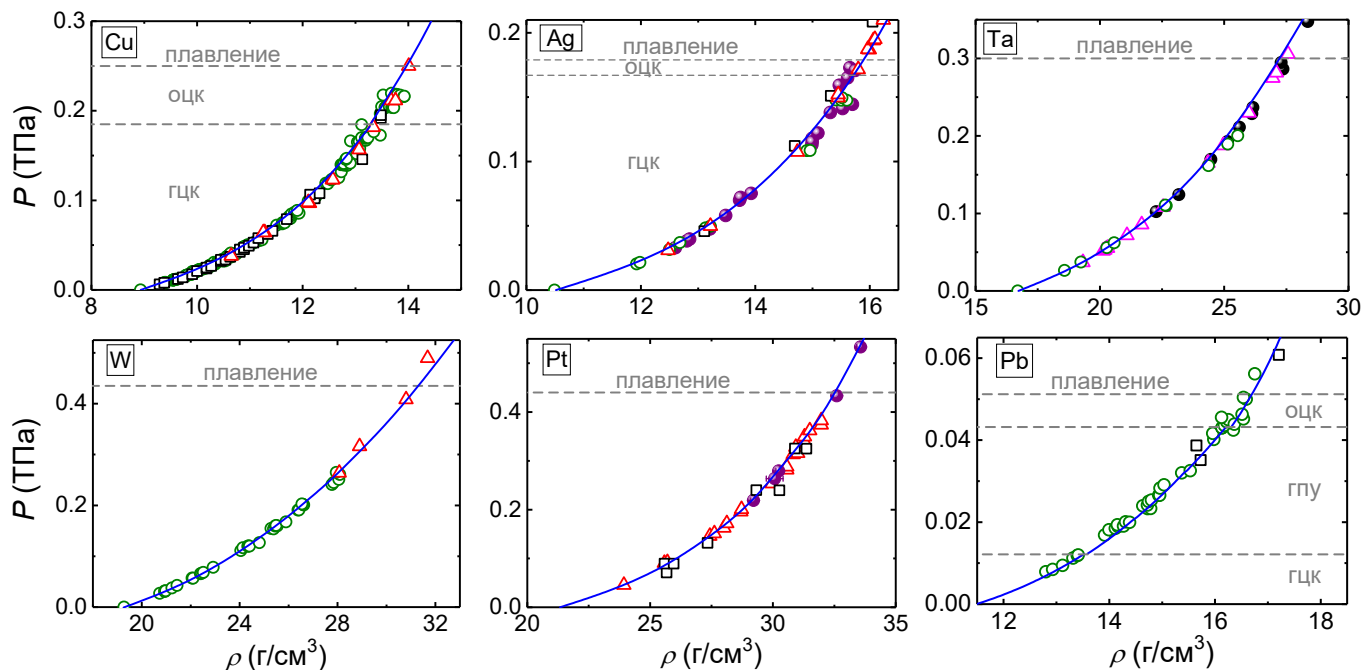 Cu
плавление
оцк
гцк
P (ТПа)
0.3
0.2
0.1
0.0
8 10 12 14
Ag
плавление
оцк
гцк
0.2
0.1
0.0
10 12 14 16
Ta
плавление
0.3
0.2
0.1
0.0
15 20 25 30
W
плавление
P (ТПа)
0.4
0.2
0.0
20 24 28 32
ρ (г/см³)
Pt
плавление
0.4
0.2
0.0
20 25 30 35
ρ (г/см³)
Pb
плавление
оцк
гпу
гцк
0.06
0.04
0.02
0.00
12 14 16 18
ρ (г/см³)